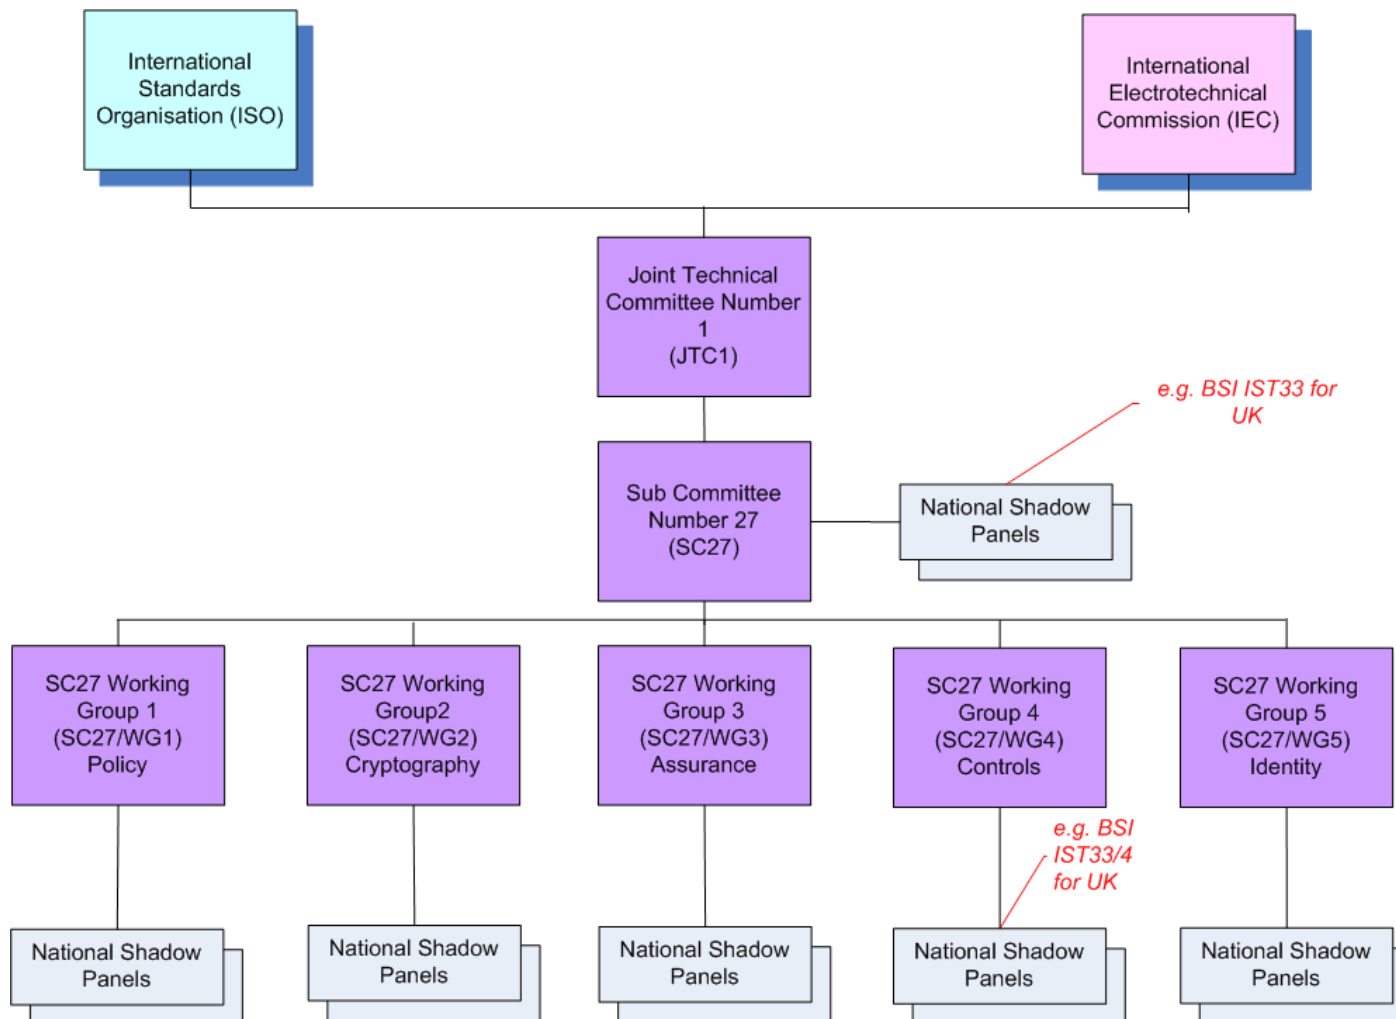 International
Standards
Organisation (ISO)
International
Electrotechnical
Commission (IEC)
Joint Technical
Committee Number
1
(JTC1)
e.g. BSI IST33 for
UK
Sub Committee
Number 27
(SC27)
National Shadow
Panels
SC27 Working
Group 1
(SC27/WG1)
Policy
SC27 Working
Group2
(SC27/WG2)
Cryptography
SC27 Working
Group 3
(SC27/WG3)
Assurance
SC27 Working
Group 4
(SC27/WG4)
Controls
SC27 Working
Group 5
(SC27/WG5)
Identity
e.g. BSI
IST33/4
for UK
National Shadow
Panels
National Shadow
Panels
National Shadow
Panels
National Shadow
Panels
National Shadow
Panels